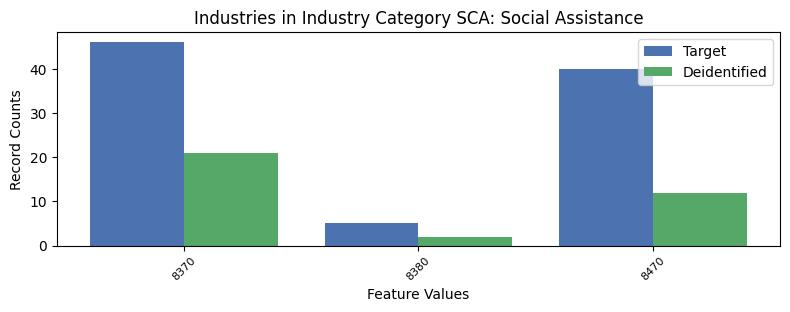 Industries in Industry Category SCA: Social Assistance
Target
Deidentified
Record Counts
40
30
20
10
0
8370
8380
8470
Feature Values